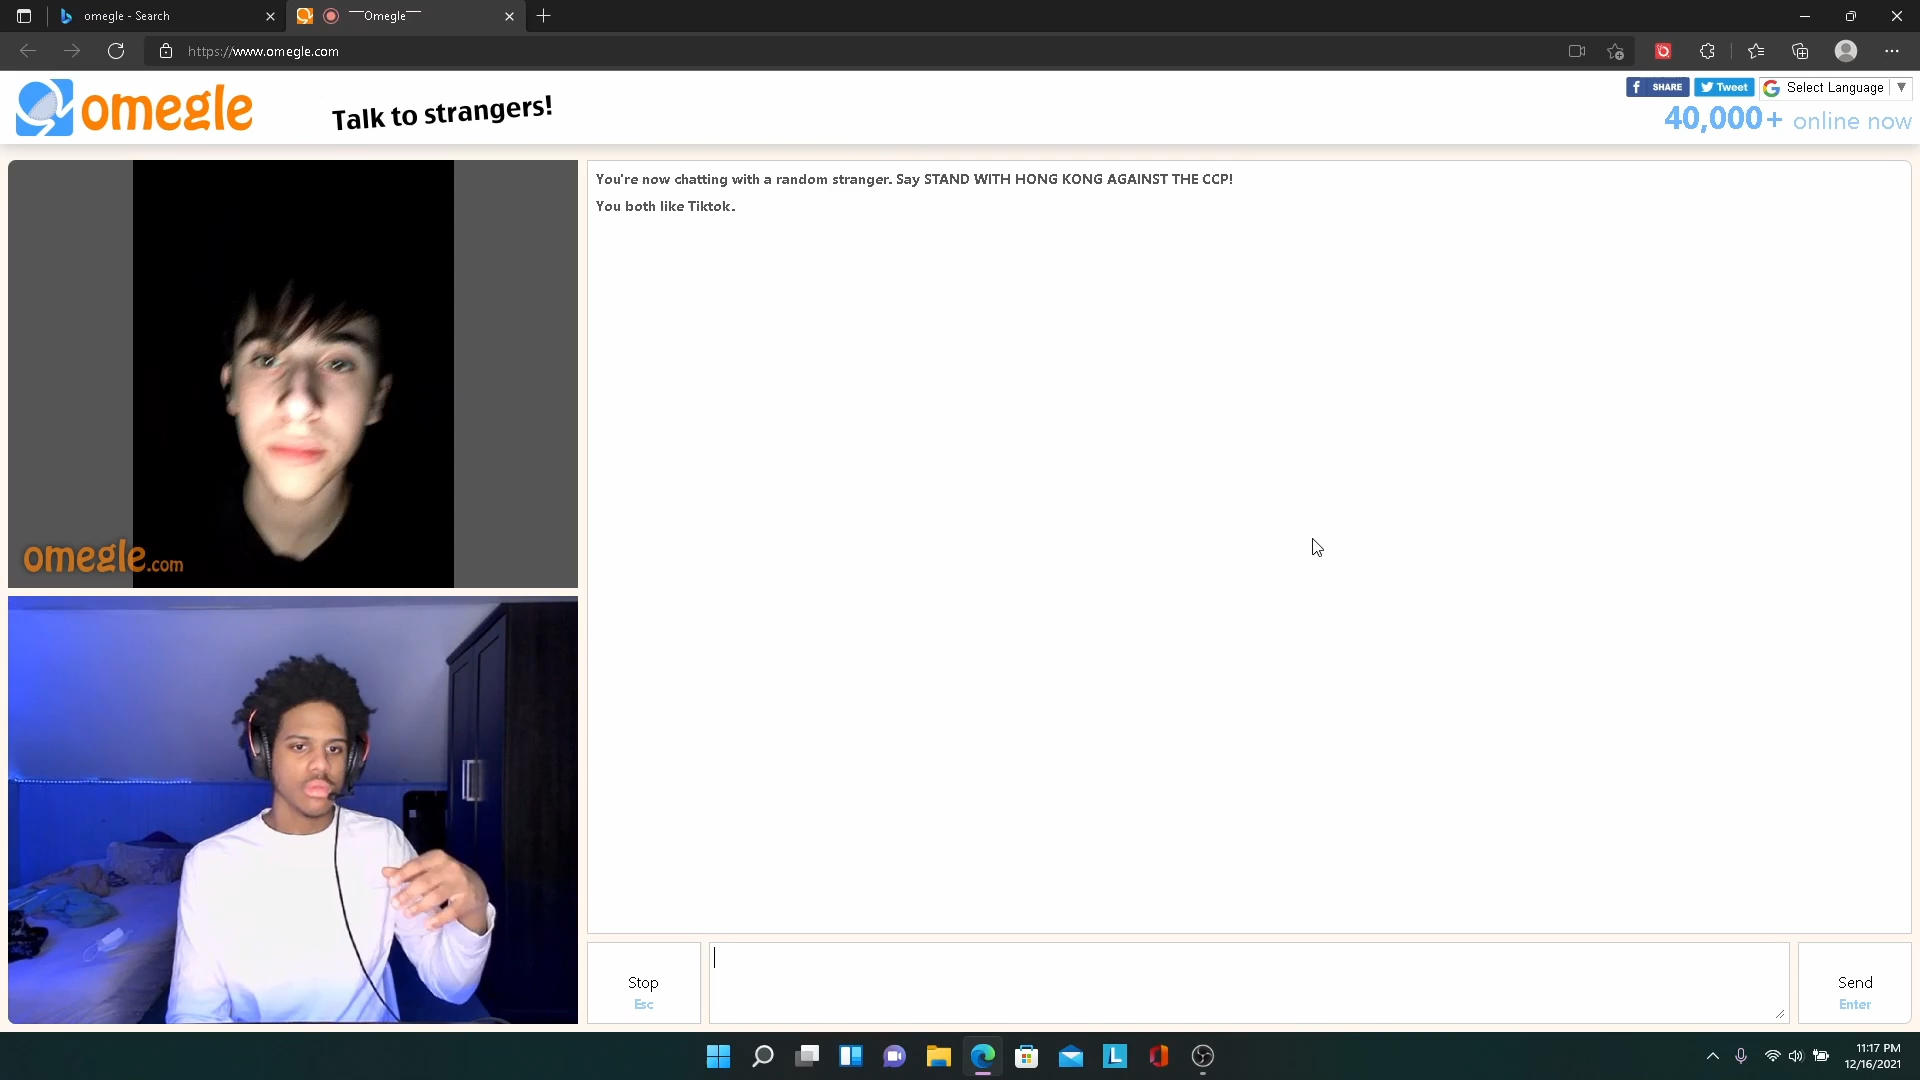 omegle - Search
Omegle
https://www.omegle.com
omegle
Talk to strangers!
SHARE
Tweet
Select Language
40,000+ online now
You're now chatting with a random stranger. Say STAND WITH HONG KONG AGAINST THE CCP!
You both like Tiktok.
omegle.com
Stop
Esc
Send
Enter
11:17 PM
12/16/2021